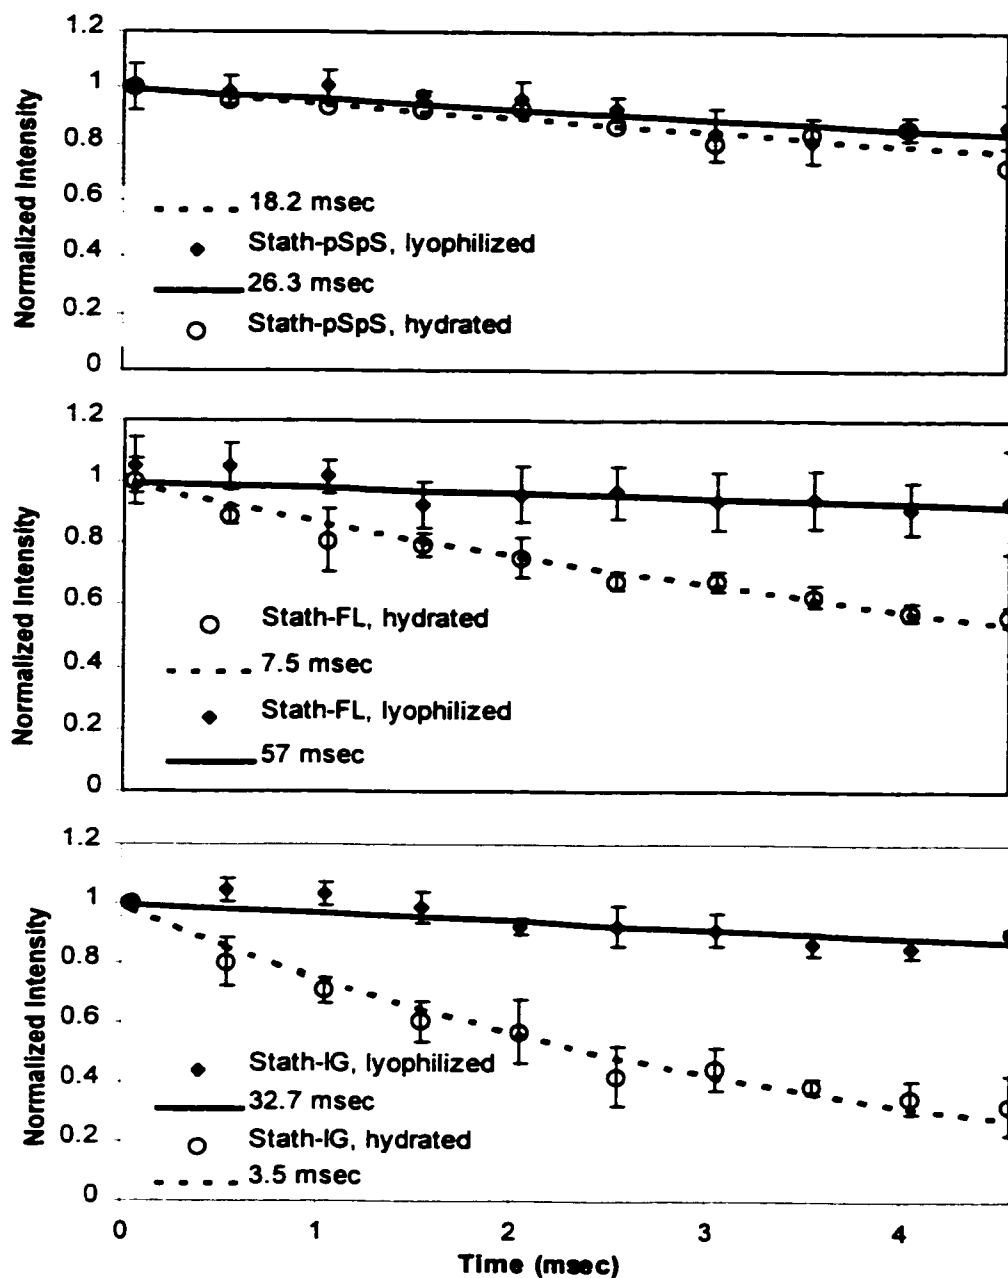 1.2
1
0.8
0.6
0.4
0.2
0
Normalized Intensity
18.2 msec
Stath-pSpS, lyophilized
26.3 msec
Stath-pSpS, hydrated
1.2
1
0.8
0.6
0.4
0.2
0
Normalized Intensity
Stath-FL, hydrated
7.5 msec
Stath-FL, lyophilized
57 msec
1.2
1
0.8
0.6
0.4
0.2
0
Normalized Intensity
Stath-IG, lyophilized
32.7 msec
Stath-IG, hydrated
3.5 msec
0 1 2 3 4
Time (msec)